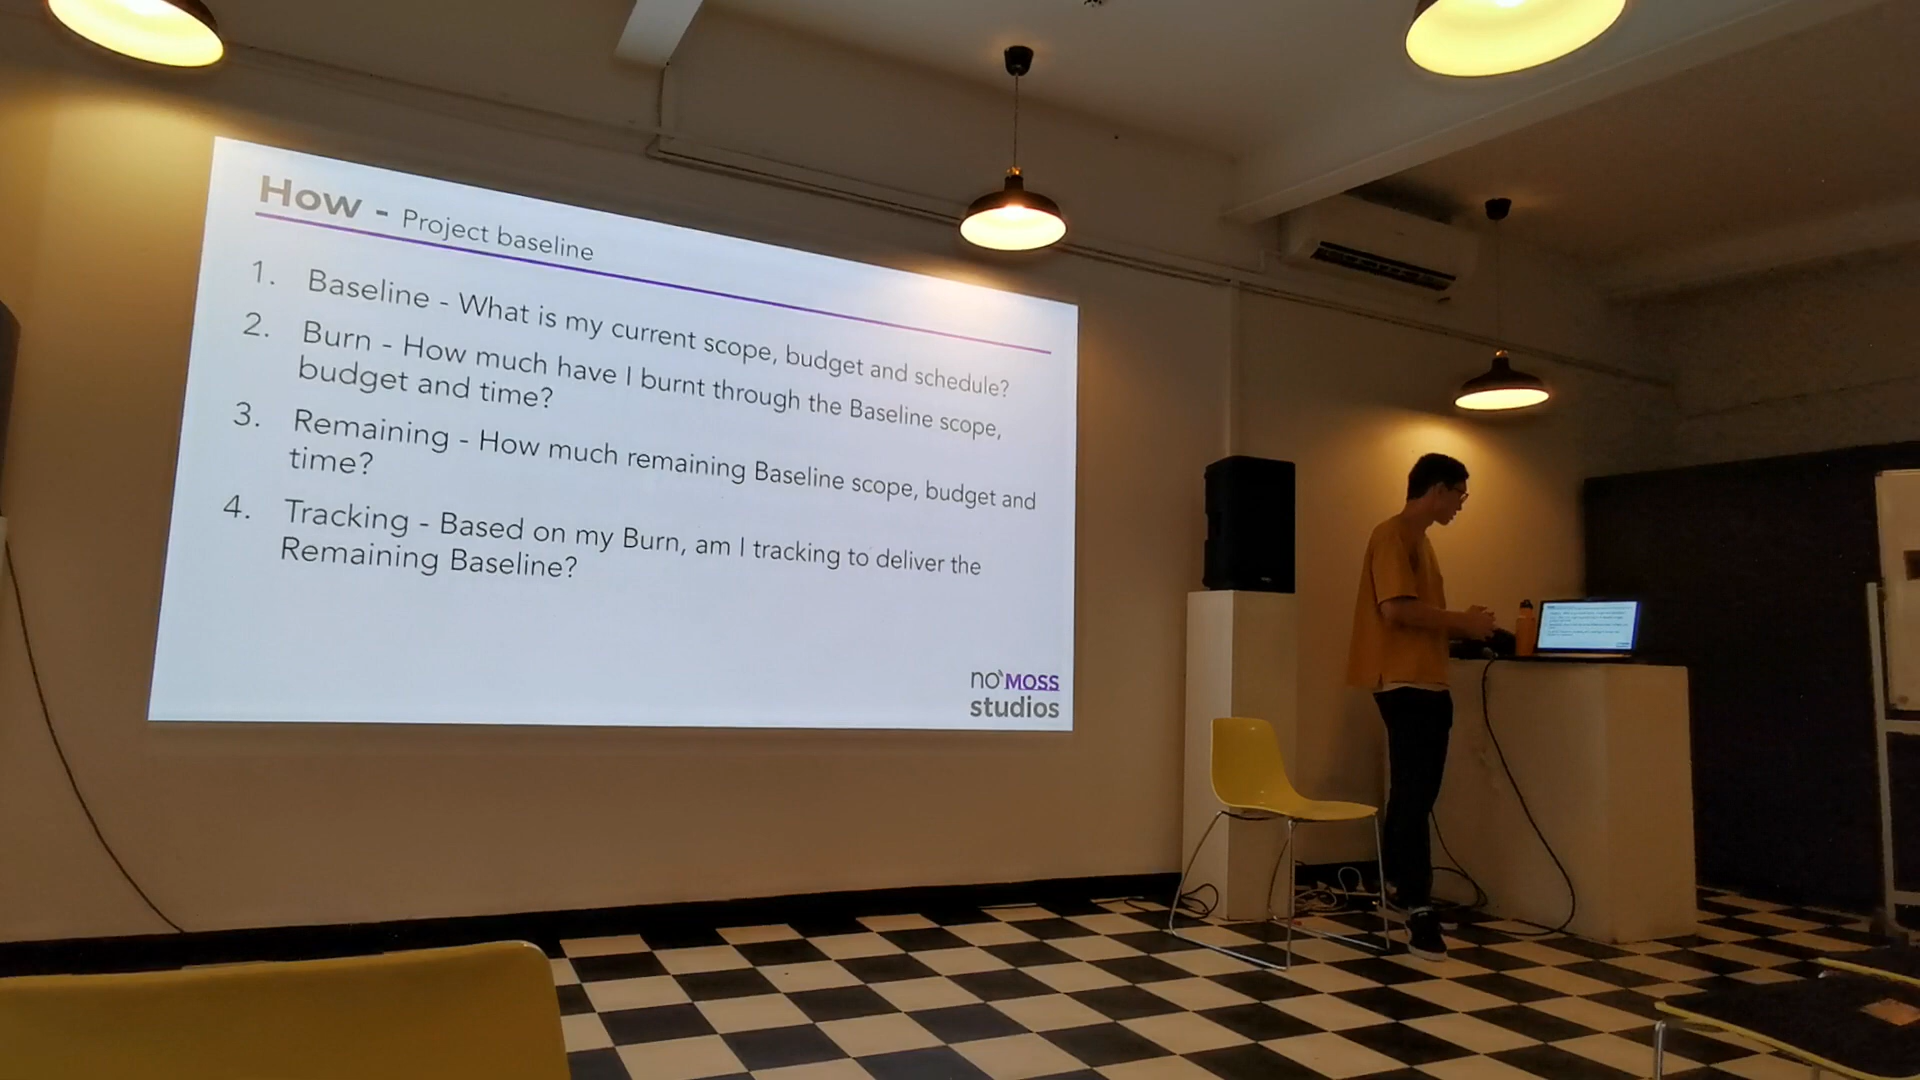 How - Project baseline
1. Baseline - What is my current scope, budget and schedule?
2. Burn - How much have I burnt through the Baseline scope,
budget and time?
3. Remaining - How much remaining Baseline scope, budget and
time?
4. Tracking - Based on my Burn, am I tracking to deliver the
Remaining Baseline?
no`MOSS
studios